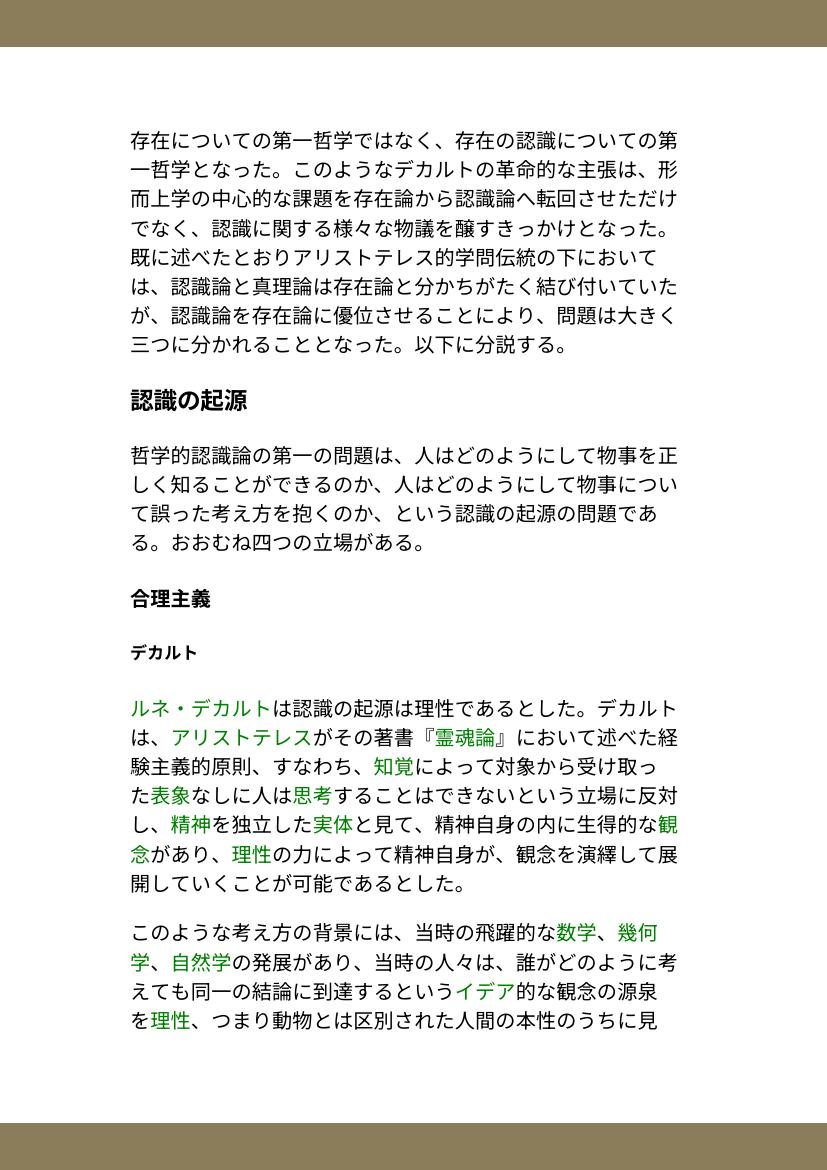 存在についての第一哲学ではなく、存在の認識についての第
一哲学となった。このようなデカルトの革命的な主張は、形
而上学の中心的な課題を存在論から認識論へ転回させただけ
でなく、認識に関する様々な物議を醸すきっかけとなった。
既に述べたとおりアリストテレス的学問伝統の下において
は、認識論と真理論は存在論と分かちがたく結び付いていた
が、認識論を存在論に優位させることにより、問題は大きく
三つに分かれることとなった。以下に分説する。
認識の起源
哲学的認識論の第一の問題は、人はどのようにして物事を正
しく知ることができるのか、人はどのようにして物事につい
て誤った考え方を抱くのか、という認識の起源の問題であ
る。おおむね四つの立場がある。
合理主義
デカルト
ルネ・デカルトは認識の起源は理性であるとした。デカルト
は、アリストテレスがその著書『霊魂論』において述べた経
験主義的原則、すなわち、知覚によって対象から受け取っ
た表象なしに人は思考することはできないという立場に反対
し、精神を独立した実体と見て、精神自身の内に生得的な観
念があり、理性の力によって精神自身が、観念を演繹して展
開していくことが可能であるとした。
このような考え方の背景には、当時の飛躍的な数学、幾何
学、自然学の発展があり、当時の人々は、誰がどのように考
えても同一の結論に到達するというイデア的な観念の源泉
を理性、つまり動物とは区別された人間の本性のうちに見